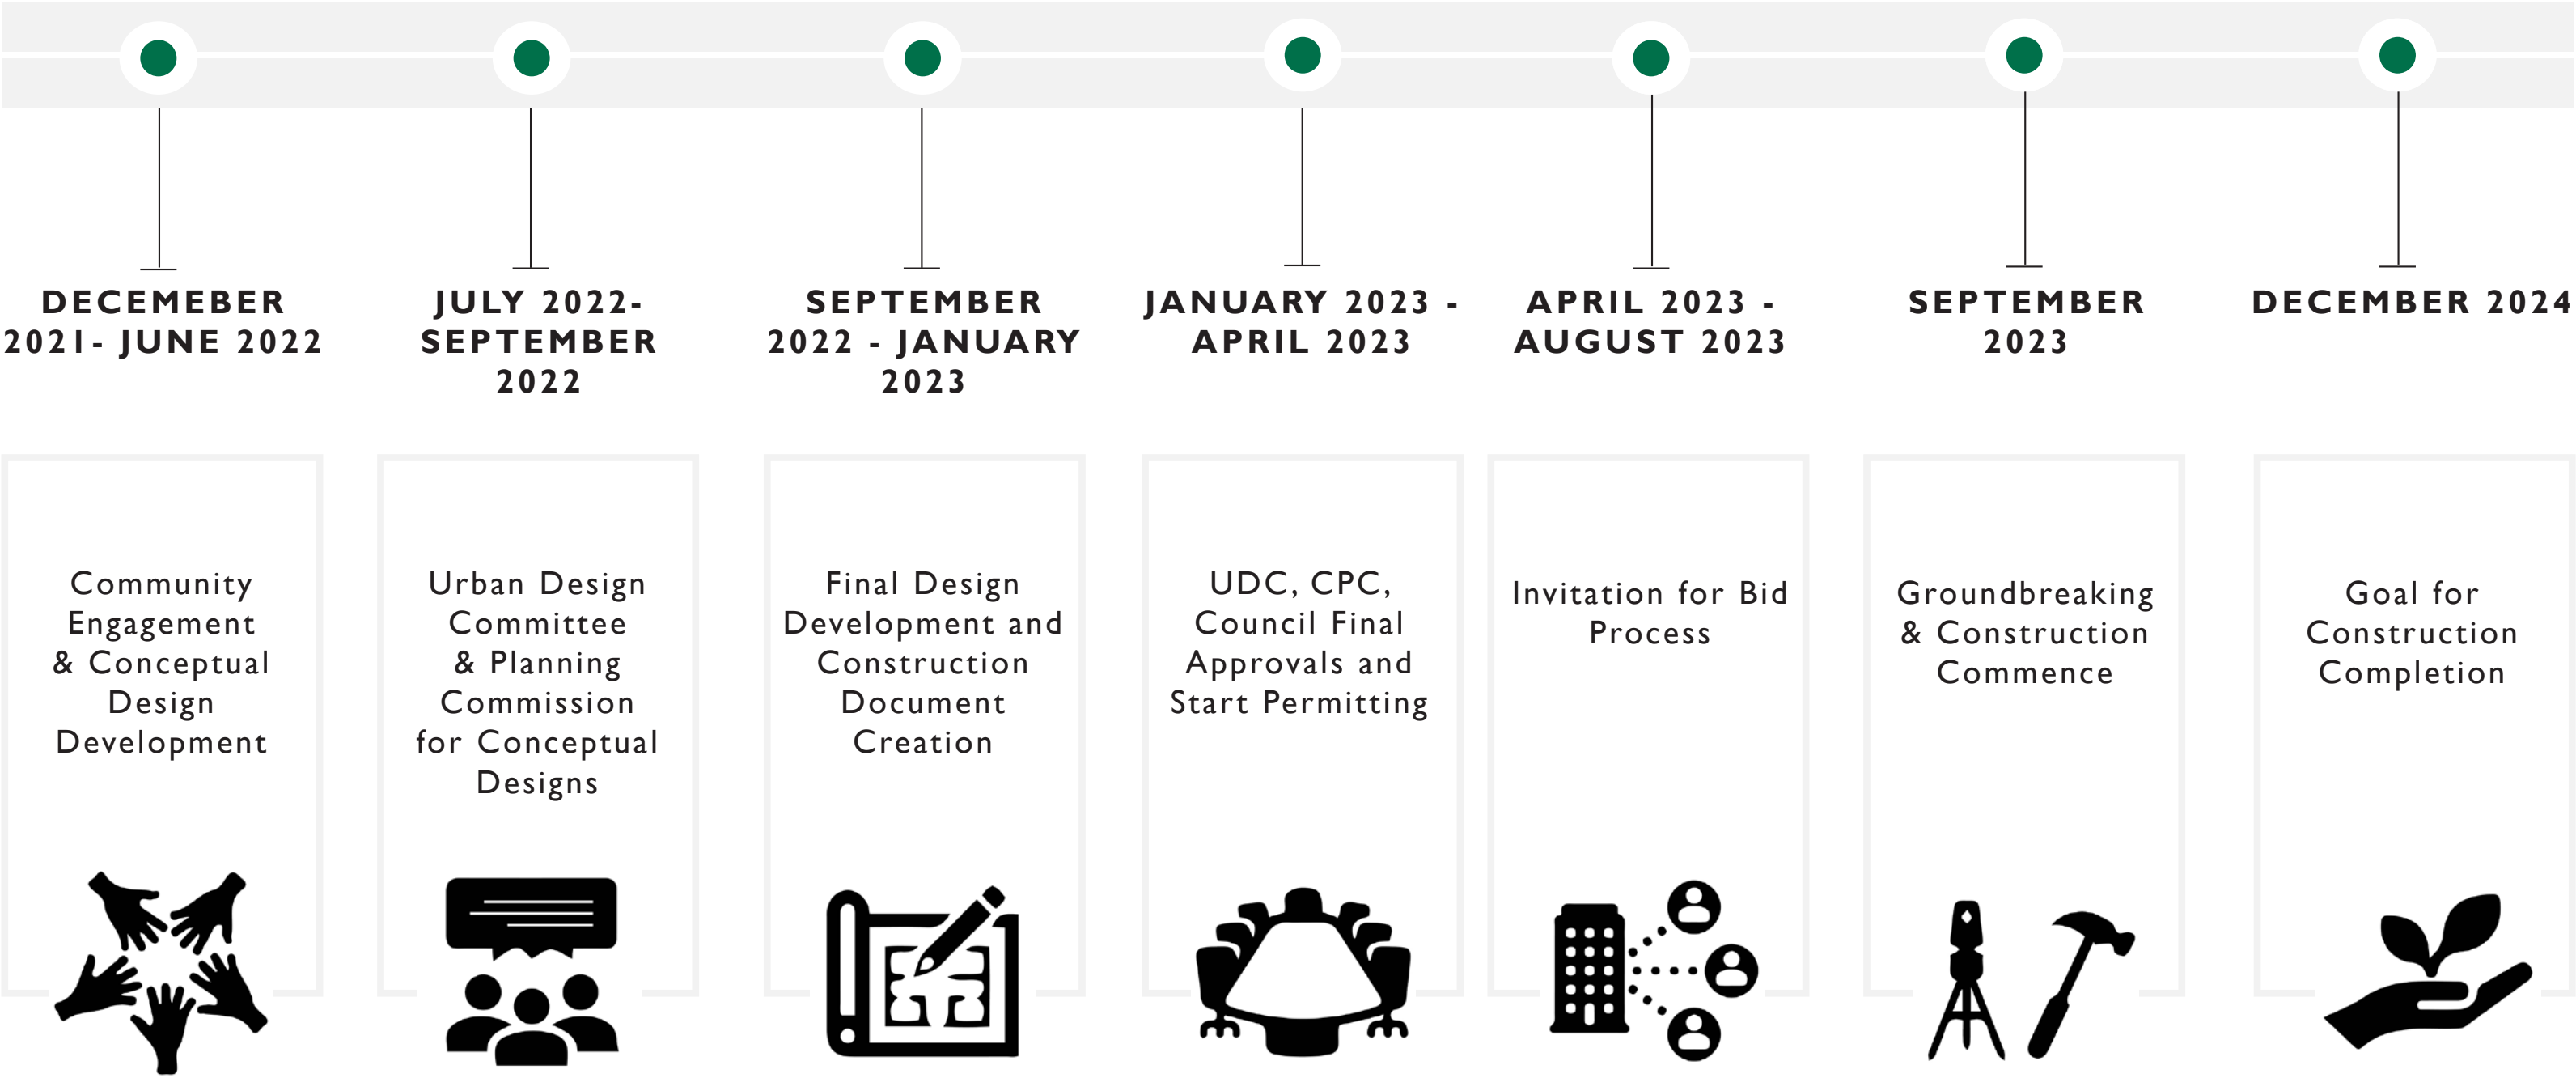 DECEMEBER
2021- JUNE 2022
JULY 2022-
SEPTEMBER
2022
SEPTEMBER
2022 - JANUARY
2023
JANUARY 2023 -
APRIL 2023
APRIL 2023 -
AUGUST 2023
SEPTEMBER
2023
DECEMBER 2024
Community
Engagement
& Conceptual
Design
Development
Urban Design
Committee
& Planning
Commission
for Conceptual
Designs
Final Design
Development and
Construction
Document
Creation
UDC, CPC,
Council Final
Approvals and
Start Permitting
Invitation for Bid
Process
Groundbreaking
& Construction
Commence
Goal for
Construction
Completion